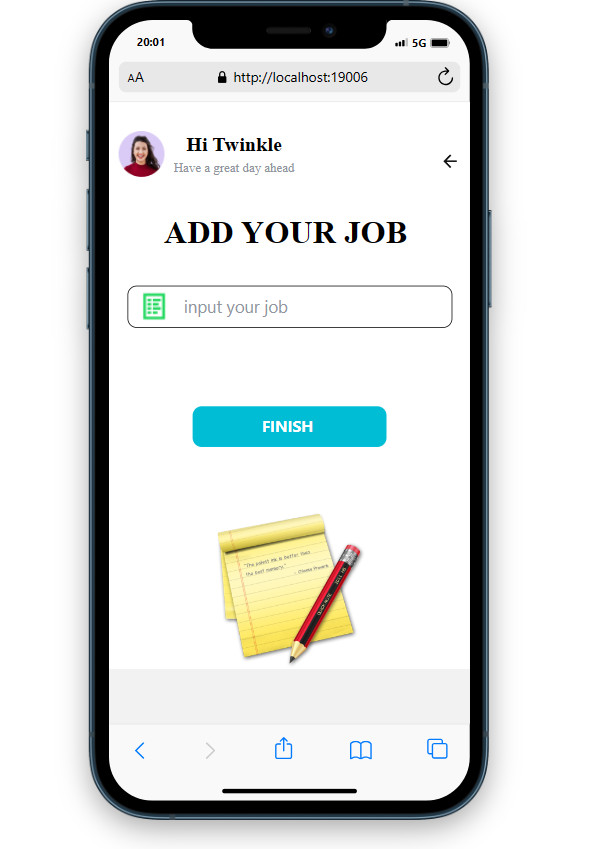 20:01
5G
AA
http://localhost:19006
Hi Twinkle
Have a great day ahead
ADD YOUR JOB
input your job
FINISH
"The palest ink is better than
the best memory."
- Chinese Proverb